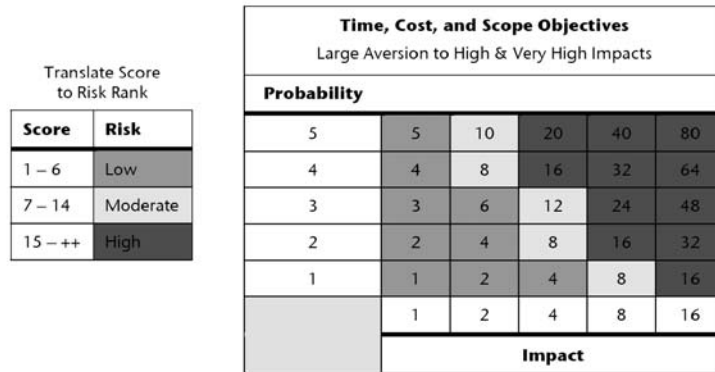 Translate Score
to Risk Rank
Score Risk
1 – 6 Low
7 – 14 Moderate
15 – ++ High
Time, Cost, and Scope Objectives
Large Aversion to High & Very High Impacts
Probability
5 5 10 20 40 80
4 4 8 16 32 64
3 3 6 12 24 48
2 2 4 8 16 32
1 1 2 4 8 16
1 2 4 8 16
Impact